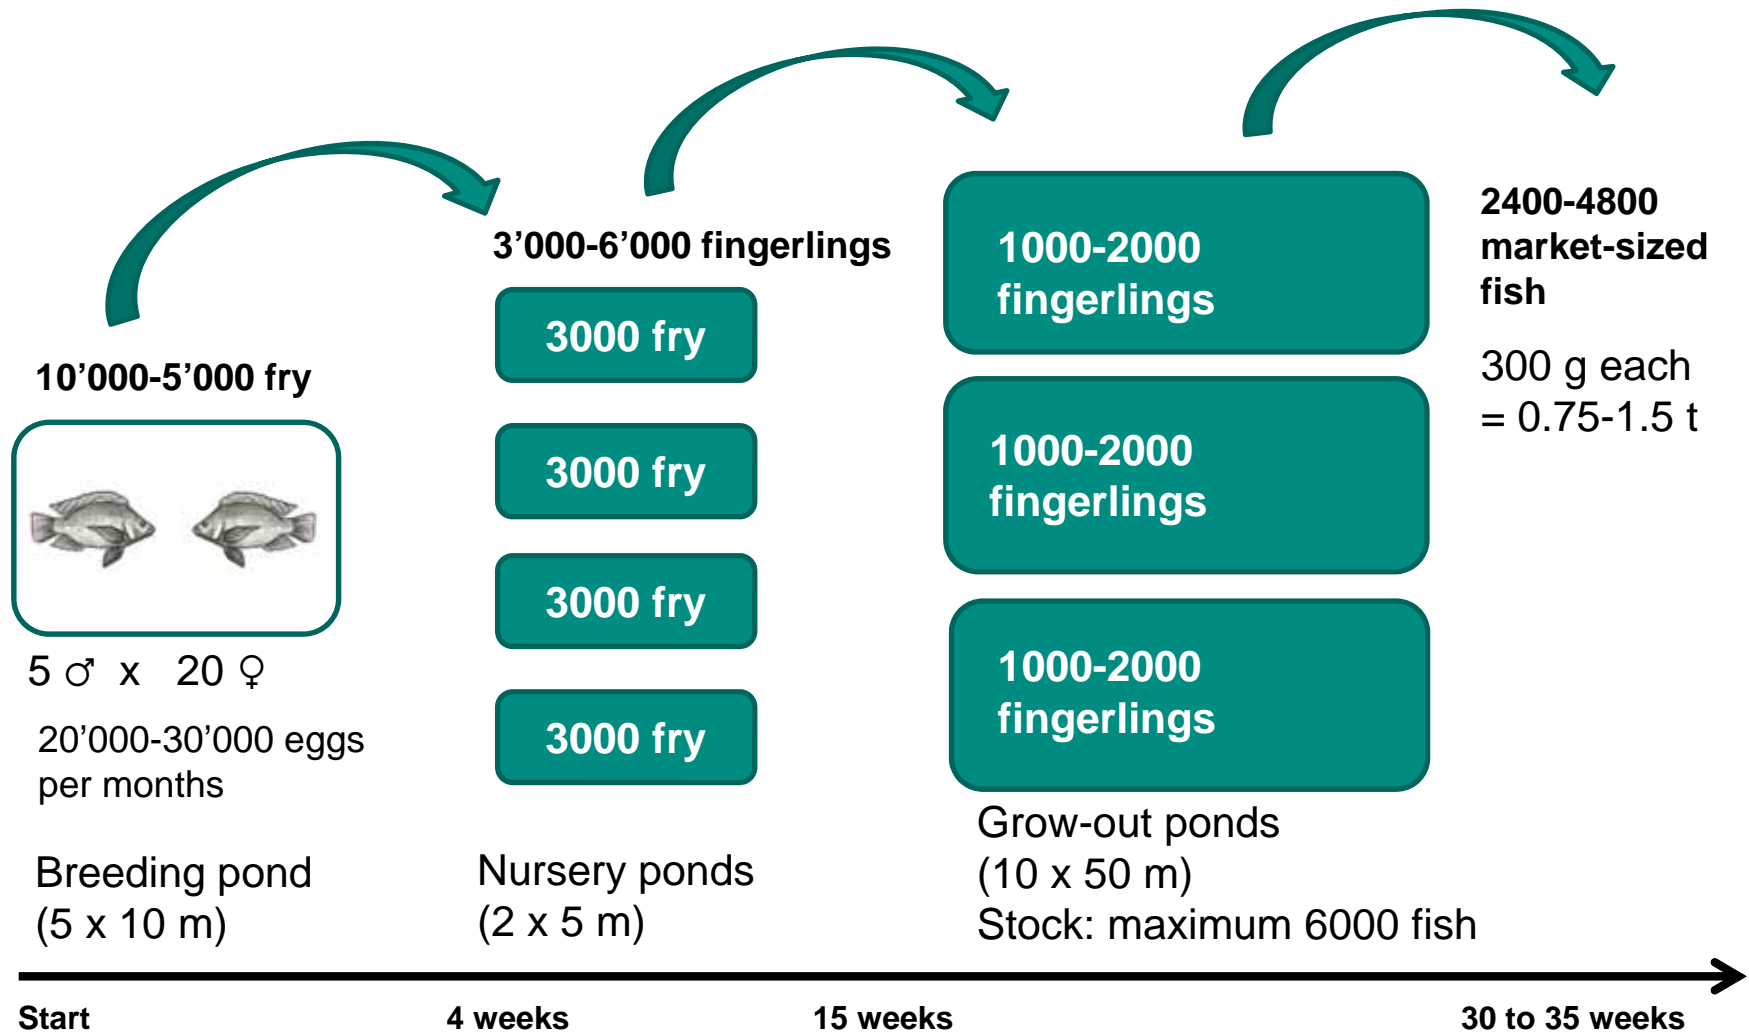 10’000-5’000 fry
5 ♂ x 20 ♀
20’000-30’000 eggs
per months
Breeding pond
(5 x 10 m)
3’000-6’000 fingerlings
3000 fry
3000 fry
3000 fry
3000 fry
Nursery ponds
(2 x 5 m)
1000-2000
fingerlings
1000-2000
fingerlings
1000-2000
fingerlings
Grow-out ponds
(10 x 50 m)
Stock: maximum 6000 fish
2400-4800
market-sized
fish
300 g each
= 0.75-1.5 t
Start
4 weeks
15 weeks
30 to 35 weeks